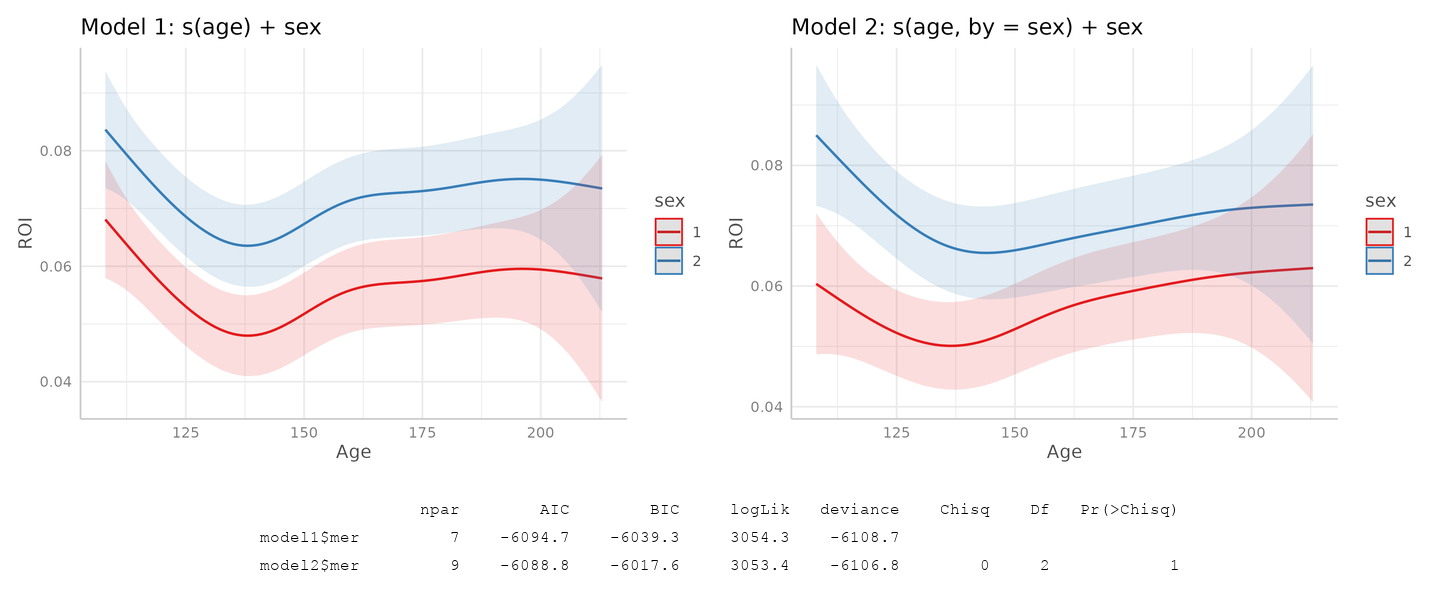 Model 1: s(age) + sex
0.08
0.06
0.04
ROI
125 150 175 200
Age
sex
1
2
Model 2: s(age, by = sex) + sex
0.08
0.06
0.04
ROI
125 150 175 200
Age
sex
1
2
npar AIC BIC logLik deviance Chisq Df Pr(>Chisq)
model1$mer 7 -6094.7 -6039.3 3054.3 -6108.7
model2$mer 9 -6088.8 -6017.6 3053.4 -6106.8 0 2 1